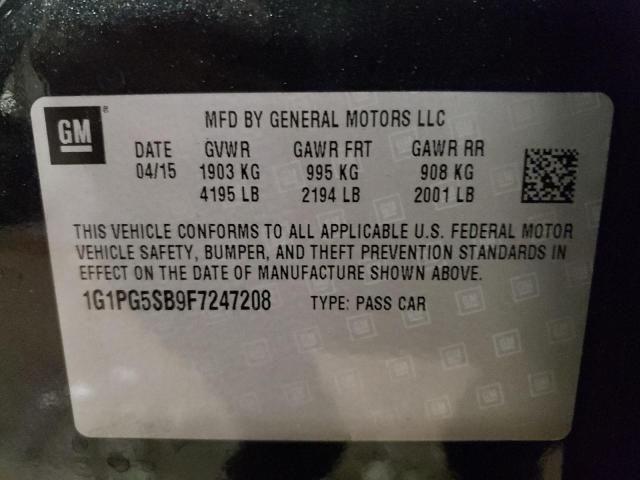 GM
®
MFD BY GENERAL MOTORS LLC
DATE GVWR GAWR FRT GAWR RR
04/15 1903 KG 995 KG 908 KG
4195 LB 2194 LB 2001 LB
THIS VEHICLE CONFORMS TO ALL APPLICABLE U.S. FEDERAL MOTOR
VEHICLE SAFETY, BUMPER, AND THEFT PREVENTION STANDARDS IN
EFFECT ON THE DATE OF MANUFACTURE SHOWN ABOVE.
1G1PG5SB9F7247208 TYPE: PASS CAR